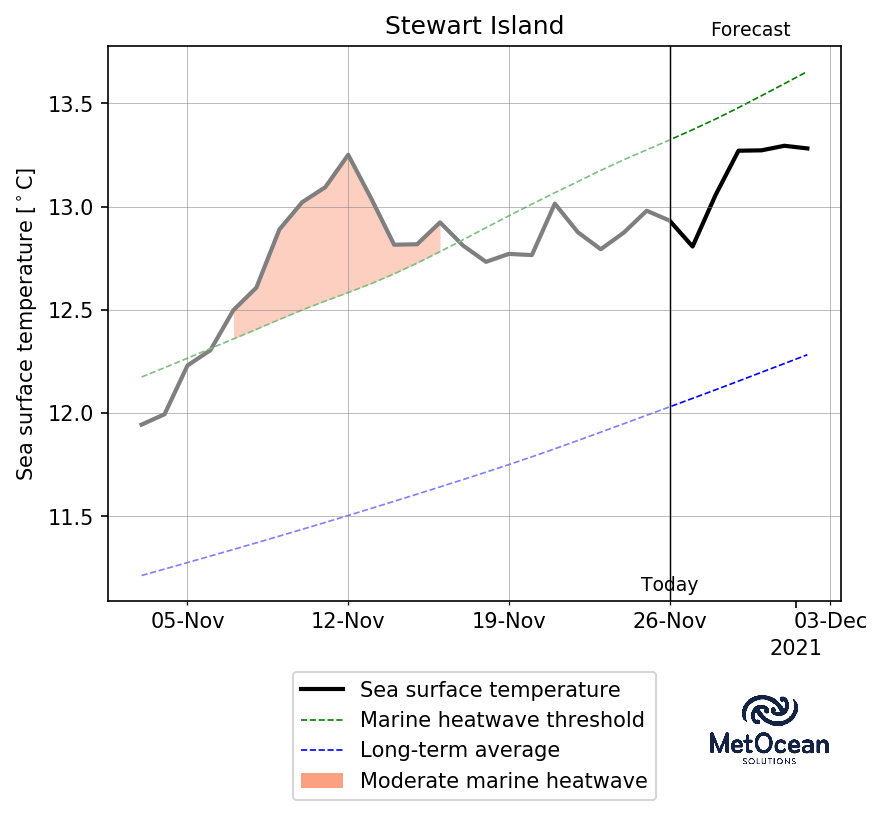 Stewart Island
Forecast
Sea surface temperature [°C]
13.5
13.0
12.5
12.0
11.5
Today
05-Nov
12-Nov
19-Nov
26-Nov
03-Dec
2021
Sea surface temperature
Marine heatwave threshold
Long-term average
Moderate marine heatwave
MetOcean
SOLUTIONS